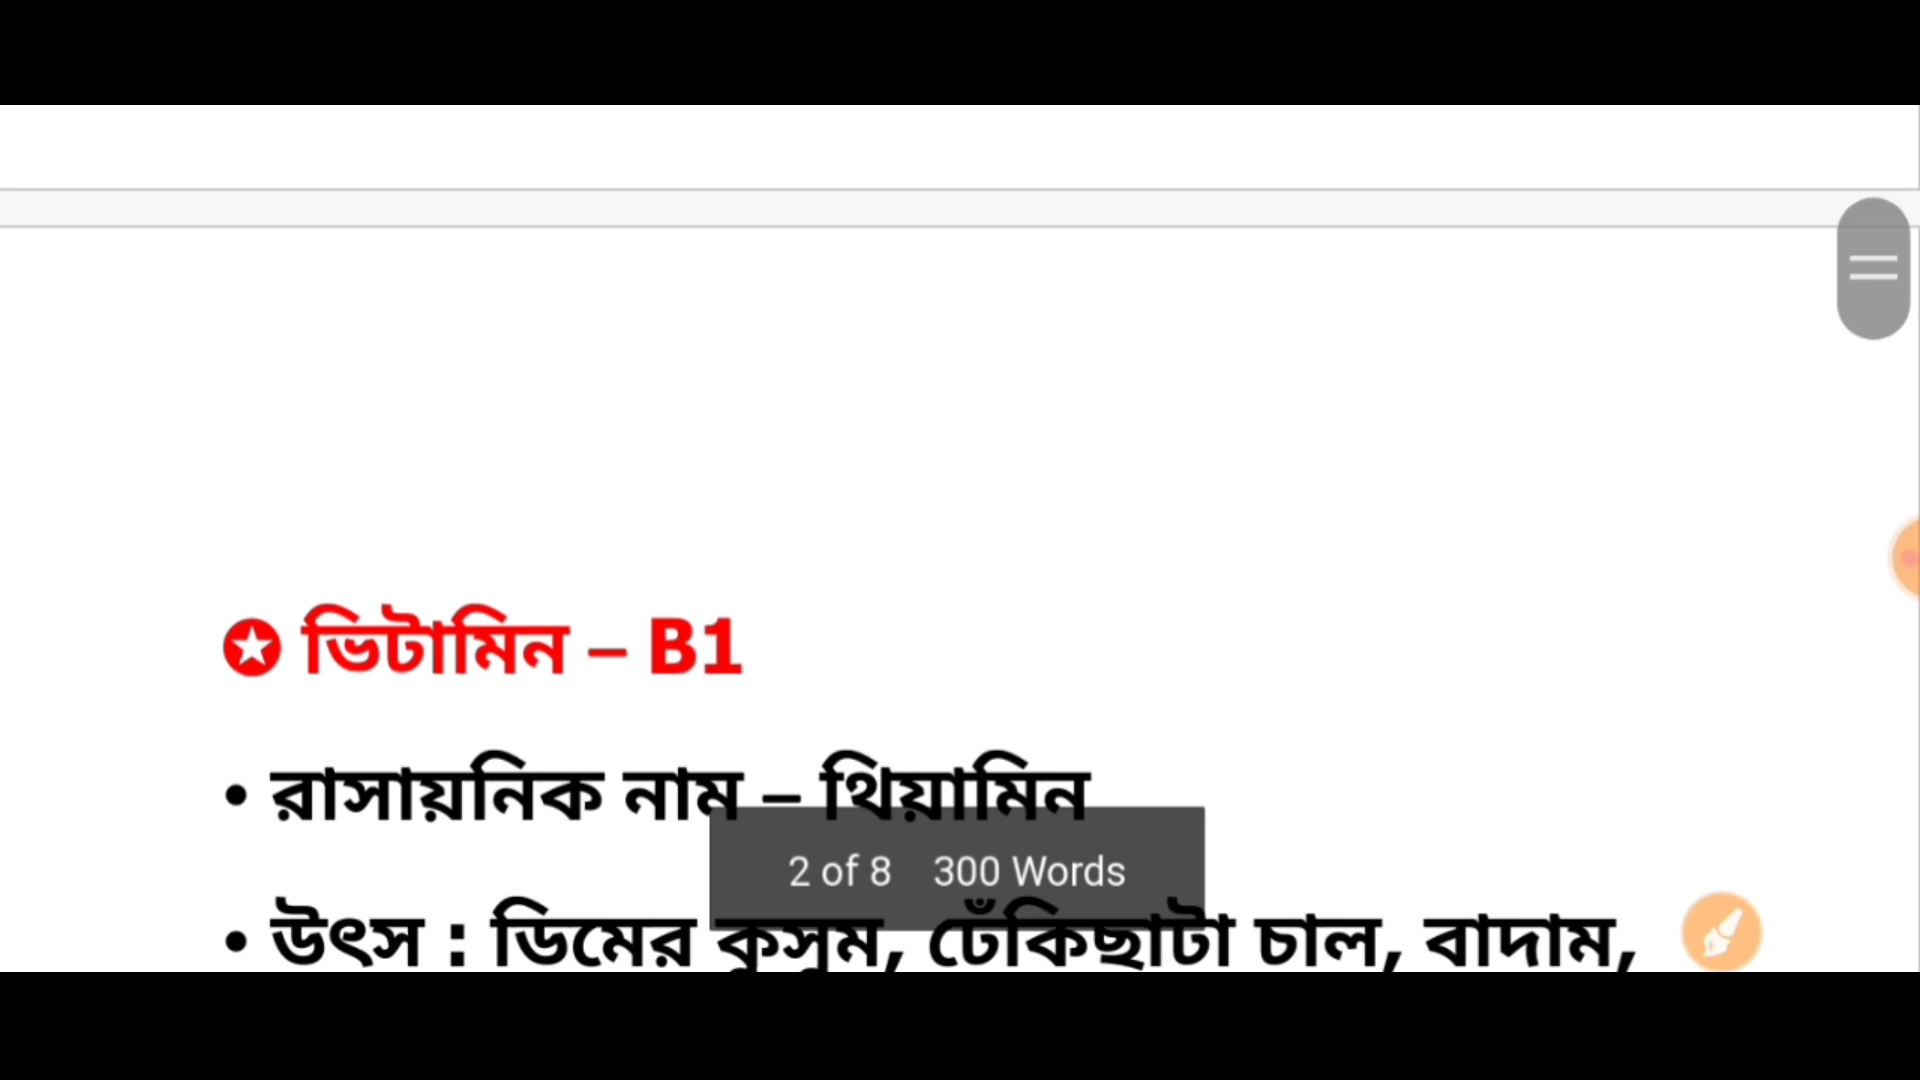 ✪ ভিটামিন – B1
• রাসায়নিক নাম – থিয়ামিন
2 of 8 300 Words
• উৎস : ডিমের কুসুম, ঢেঁকিছাটা চাল, বাদাম,